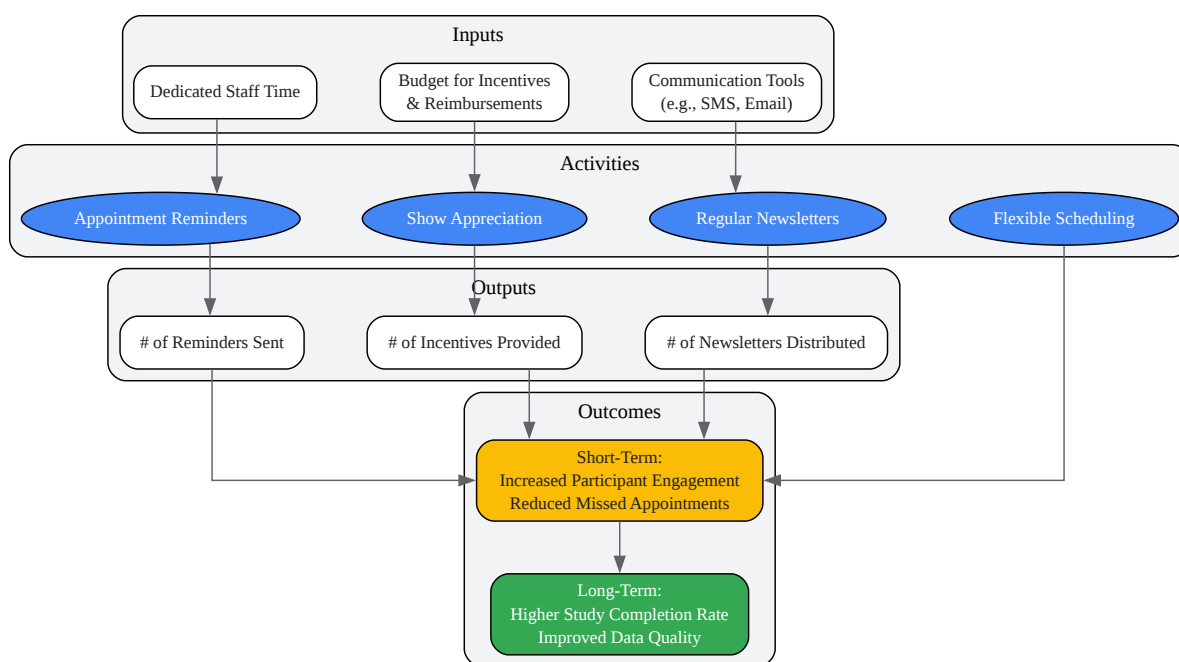 Inputs
Dedicated Staff Time
Budget for Incentives
& Reimbursements
Communication Tools
(e.g., SMS, Email)
Activities
Appointment Reminders
Show Appreciation
Regular Newsletters
Flexible Scheduling
Outputs
# of Reminders Sent
# of Incentives Provided
# of Newsletters Distributed
Outcomes
Short-Term:
Increased Participant Engagement
Reduced Missed Appointments
Long-Term:
Higher Study Completion Rate
Improved Data Quality